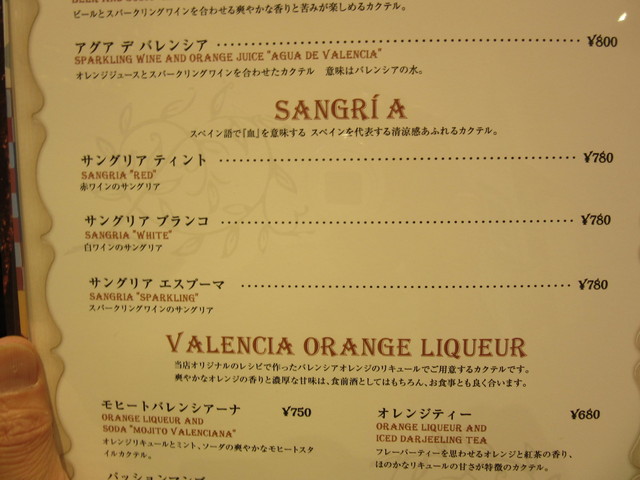 ビールとスパークリングワインを合わせる爽やかな香りと苦みが楽しめるカクテル。
アグア デ バレンシア ¥800
SPARKLING WINE AND ORANGE JUICE "AGUA DE VALENCIA"
オレンジジュースとスパークリングワインを合わせたカクテル　意味はバレンシアの水。
SANGRÍA
スペイン語で『血』を意味する スペインを代表する清涼感あふれるカクテル。
サングリア ティント ¥780
SANGRIA "RED"
赤ワインのサングリア
サングリア ブランコ ¥780
SANGRIA "WHITE"
白ワインのサングリア
サングリア エスプーマ ¥780
SANGRIA "SPARKLING"
スパークリングワインのサングリア
VALENCIA ORANGE LIQUEUR
当店オリジナルのレシピで作ったバレンシアオレンジのリキュールでご用意するカクテルです。
爽やかなオレンジの香りと濃厚な甘味は、食前酒としてはもちろん、お食事とも良く合います。
モヒートバレンシアーナ ¥750
ORANGE LIQUEUR AND
SODA "MOJITO VALENCIANA"
オレンジリキュールとミント、ソーダの爽やかなモヒートスタ
イルカクテル。
オレンジティー ¥680
ORANGE LIQUEUR AND
ICED DARJEELING TEA
フレーバーティーを思わせるオレンジと紅茶の香り、
ほのかなリキュールの甘さが特徴のカクテル。